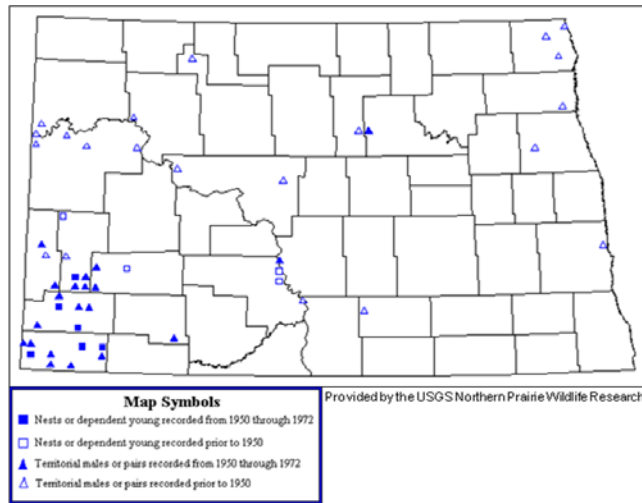 Map Symbols
Provided by the USGS Northern Prairie Wildlife Research
Nests or dependent young recorded from 1950 through 1972
Nests or dependent young recorded prior to 1950
Territorial males or pairs recorded from 1950 through 1972
Territorial males or pairs recorded prior to 1950